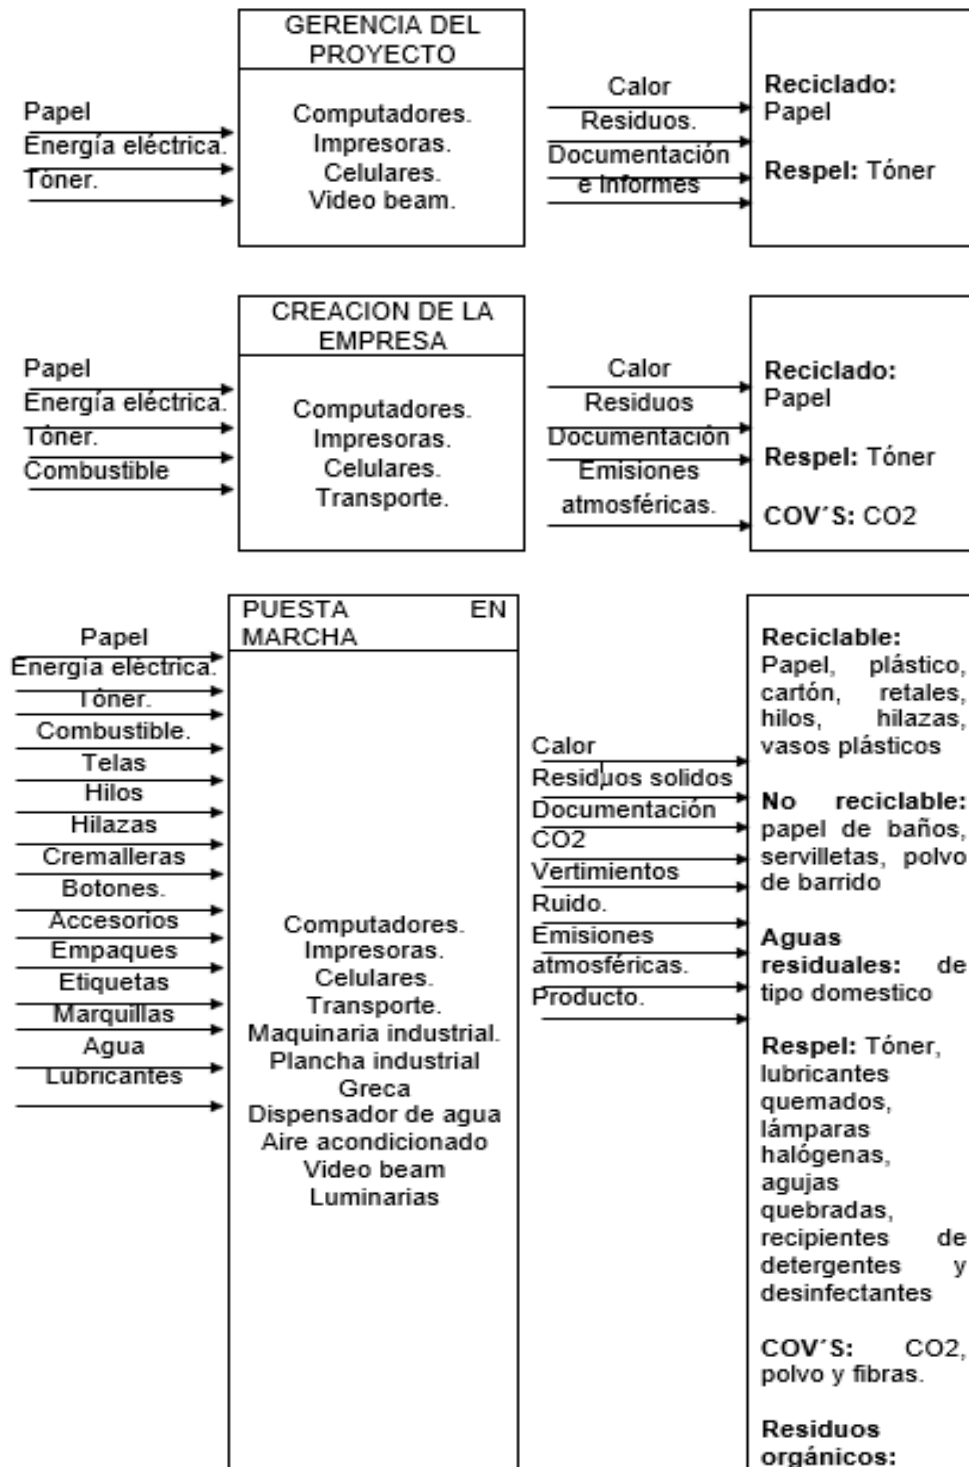 GERENCIA DEL
PROYECTO
Papel
Energía eléctrica.
Tóner.
Computadores.
Impresoras.
Celulares.
Video beam.
Calor
Residuos.
Documentación
e Informes
Reciclado:
Papel
Respel: Tóner
CREACION DE LA
EMPRESA
Papel
Energía eléctrica.
Tóner.
Combustible
Computadores.
Impresoras.
Celulares.
Transporte.
Calor
Residuos
Documentación
Emisiones
atmosféricas.
Reciclado:
Papel
Respel: Tóner
COV´S: CO2
PUESTA EN
MARCHA
Papel
Energía eléctrica.
Tóner.
Combustible.
Telas
Hilos
Hilazas
Cremalleras
Botones.
Accesorios
Empaques
Etiquetas
Marquillas
Agua
Lubricantes
Computadores.
Impresoras.
Celulares.
Transporte.
Maquinaria industrial.
Plancha industrial
Greca
Dispensador de agua
Aire acondicionado
Video beam
Luminarias
Calor
Residuos solidos
Documentación
CO2
Vertimientos
Ruido.
Emisiones
atmosféricas.
Producto.
Reciclable:
Papel, plástico,
cartón, retales,
hilos, hilazas,
vasos plásticos
No reciclable:
papel de baños,
servilletas, polvo
de barrido
Aguas
residuales: de
tipo domestico
Respel: Tóner,
lubricantes
quemados,
lámparas
halógenas,
agujas
quebradas,
recipientes de
detergentes y
desinfectantes
COV´S: CO2,
polvo y fibras.
Residuos
orgánicos: